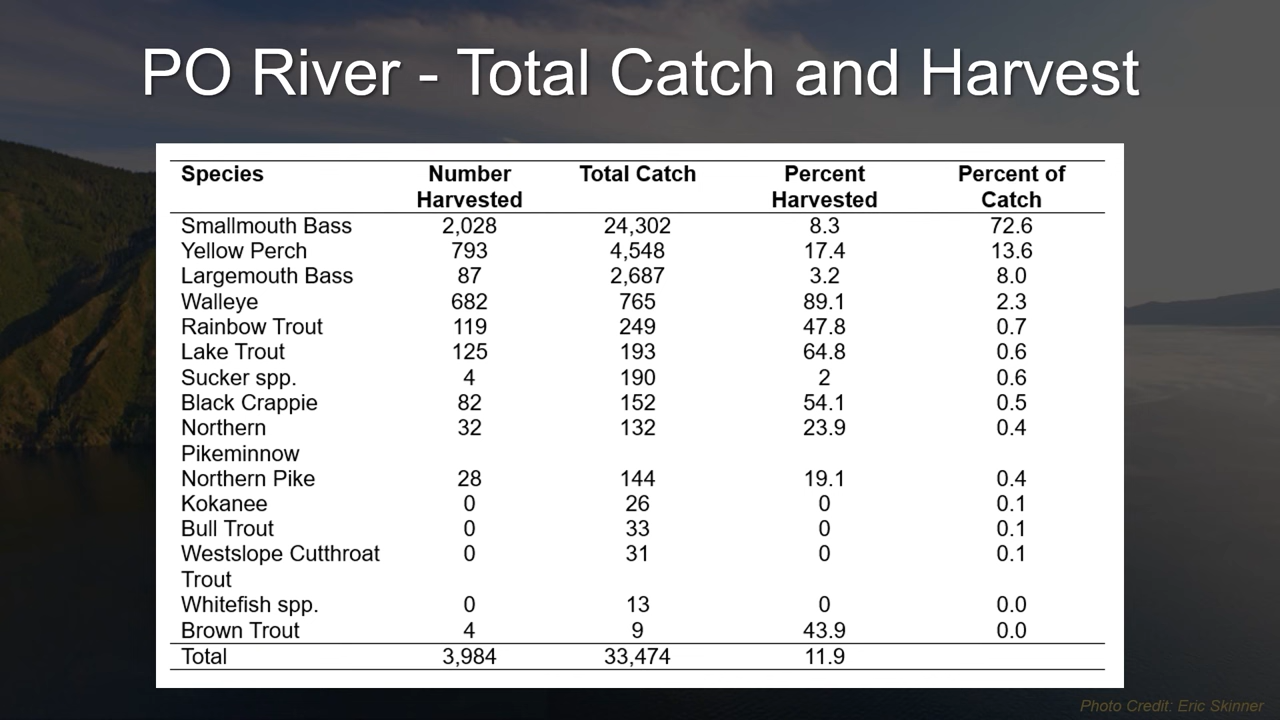 PO River - Total Catch and Harvest
Species Number Harvested Total Catch Percent Harvested Percent of Catch
Smallmouth Bass 2,028 24,302 8.3 72.6
Yellow Perch 793 4,548 17.4 13.6
Largemouth Bass 87 2,687 3.2 8.0
Walleye 682 765 89.1 2.3
Rainbow Trout 119 249 47.8 0.7
Lake Trout 125 193 64.8 0.6
Sucker spp. 4 190 2 0.6
Black Crappie 82 152 54.1 0.5
Northern 32 132 23.9 0.4
Pikeminnow
Northern Pike 28 144 19.1 0.4
Kokanee 0 26 0 0.1
Bull Trout 0 33 0 0.1
Westslope Cutthroat 0 31 0 0.1
Trout
Whitefish spp. 0 13 0 0.0
Brown Trout 4 9 43.9 0.0
Total 3,984 33,474 11.9
Photo Credit: Eric Skinner